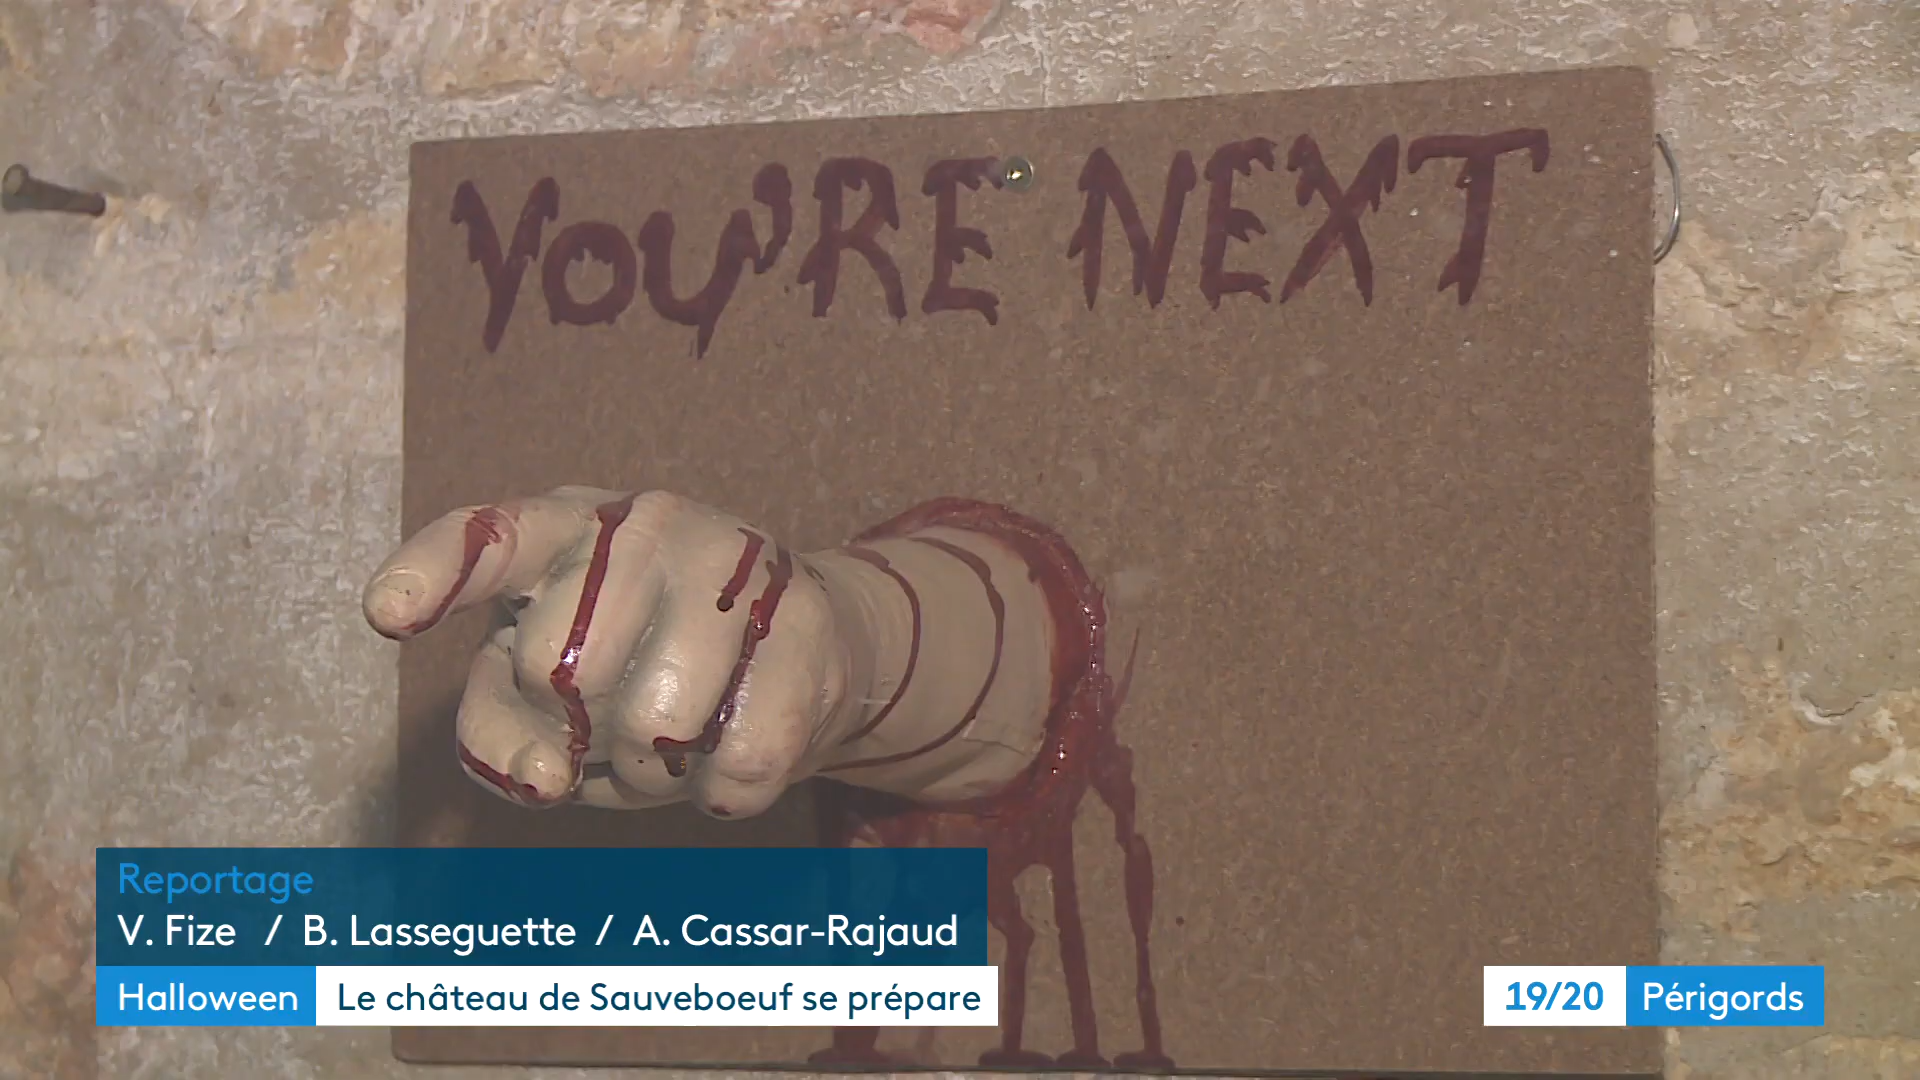 YOU'RE NEXT
Reportage
V. Fize / B. Lasseguette / A. Cassar-Rajaud
Halloween Le château de Sauveboeuf se prépare
19/20 Périgords